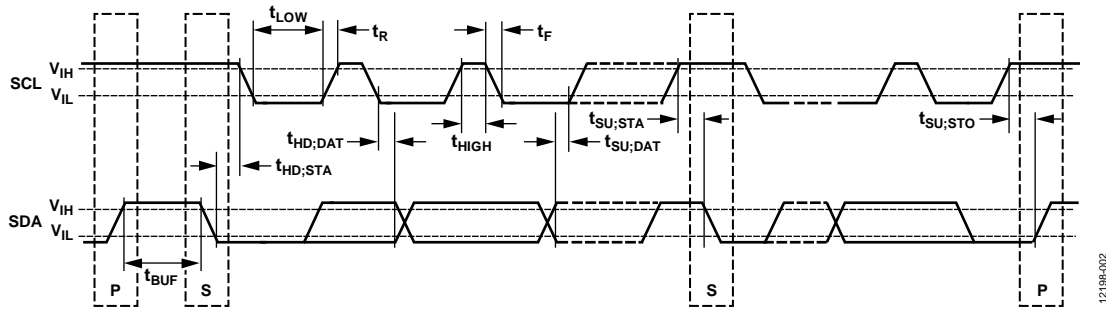 tLOW
tR
tF
VIH
SCL
VIL
tHD;DAT
tHIGH
tSU;STA
tSU;DAT
tSU;STO
tHD;STA
VIH
SDA
VIL
tBUF
P
S
S
P
12198-002